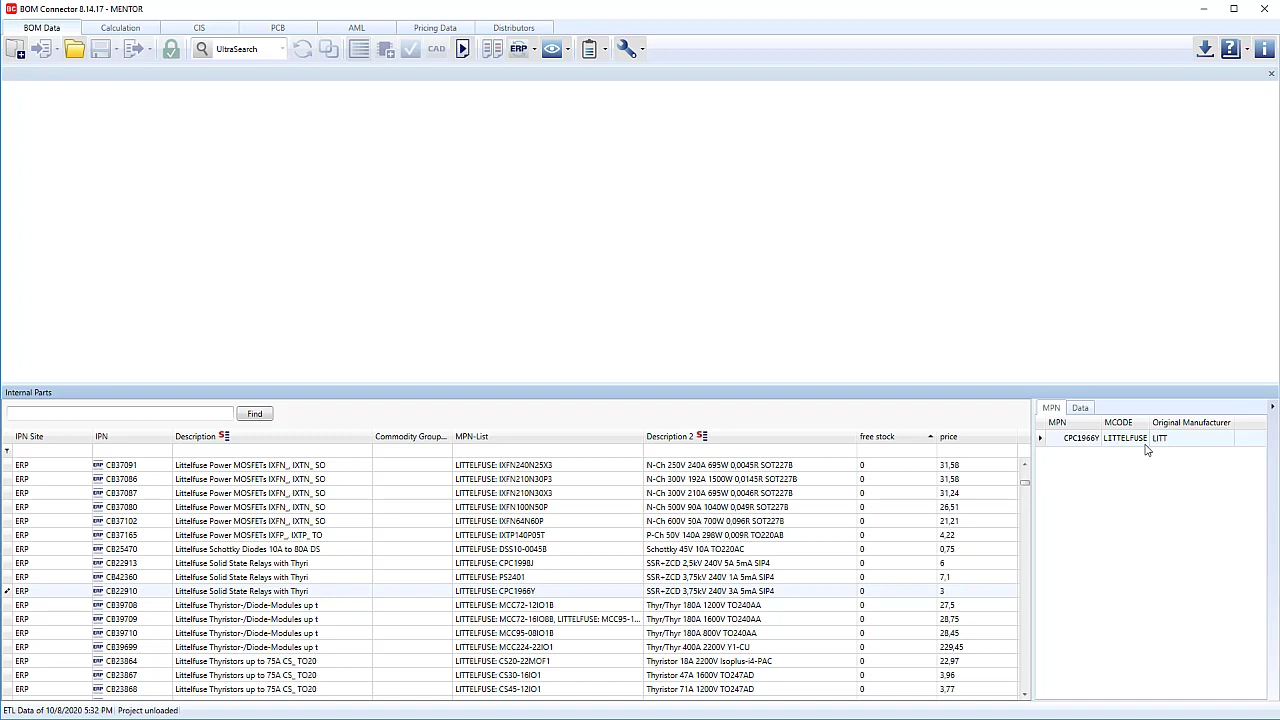 BC BOM Connector 8.14.17 - MENTOR
BOM Data Calculation CIS PCB AML Pricing Data Distributors
UltraSearch CAD ERP
Internal Parts
Find
MPN Data
IPN Site IPN Description Commodity Group... MPN-List Description 2 free stock price
MPN MCODE Original Manufacturer
CPC1966Y LITTELFUSE LITT
ERP ERP CB37091 Littelfuse Power MOSFETs IXFN_, IXTN_ SO LITTELFUSE: IXFN240N25X3 N-Ch 250V 240A 695W 0,0045R SOT227B 0 31,58
ERP ERP CB37086 Littelfuse Power MOSFETs IXFN_, IXTN_ SO LITTELFUSE: IXFN210N30P3 N-Ch 300V 192A 1500W 0,0145R SOT227B 0 31,58
ERP ERP CB37087 Littelfuse Power MOSFETs IXFN_, IXTN_ SO LITTELFUSE: IXFN210N30X3 N-Ch 300V 210A 695W 0,0046R SOT227B 0 31,24
ERP ERP CB37080 Littelfuse Power MOSFETs IXFN_, IXTN_ SO LITTELFUSE: IXFN100N50P N-Ch 500V 90A 1040W 0,049R SOT227B 0 26,51
ERP ERP CB37102 Littelfuse Power MOSFETs IXFN_, IXTN_ SO LITTELFUSE: IXFN64N60P N-Ch 600V 30A 700W 0,096R SOT227B 0 21,21
ERP ERP CB37165 Littelfuse Power MOSFETs IXFP_, IXTP_ TO LITTELFUSE: IXTP140P05T P-Ch 50V 140A 298W 0,009R TO220AB 0 4,22
ERP ERP CB25470 Littelfuse Schottky Diodes 10A to 80A DS LITTELFUSE: DSS10-0045B Schottky 45V 10A TO220AC 0 0,75
ERP ERP CB22913 Littelfuse Solid State Relays with Thyri LITTELFUSE: CPC1998J SSR-ZCD 2,5kV 240V 5A 5mA SIP4 0 6
ERP ERP CB42360 Littelfuse Solid State Relays with Thyri LITTELFUSE: PS2401 SSR-ZCD 3,75kV 240V 1A 5mA SIP4 0 7,1
ERP ERP CB22910 Littelfuse Solid State Relays with Thyri LITTELFUSE: CPC1966Y SSR-ZCD 3,75kV 240V 3A 5mA SIP4 0 3
ERP ERP CB39708 Littelfuse Thyristor-/Diode-Modules up t LITTELFUSE: MCC72-12IO1B Thyr/Thyr 180A 1200V TO240AA 0 27,5
ERP ERP CB39709 Littelfuse Thyristor-/Diode-Modules up t LITTELFUSE: MCC72-16IO8B, LITTELFUSE: MCC95-1... Thyr/Thyr 180A 1600V TO240AA 0 28,75
ERP ERP CB39710 Littelfuse Thyristor-/Diode-Modules up t LITTELFUSE: MCC95-08IO1B Thyr/Thyr 180A 800V TO240AA 0 28,45
ERP ERP CB39699 Littelfuse Thyristor-/Diode-Modules up t LITTELFUSE: MCC224-22IO1 Thyr/Thyr 400A 2200V Y1-CU 0 229,45
ERP ERP CB23864 Littelfuse Thyristors up to 75A CS_ TO20 LITTELFUSE: CS20-22MOF1 Thyristor 18A 2200V Isoplus-i4-PAC 0 22,97
ERP ERP CB23867 Littelfuse Thyristors up to 75A CS_ TO20 LITTELFUSE: CS30-16IO1 Thyristor 47A 1600V TO247AD 0 3,96
ERP ERP CB23868 Littelfuse Thyristors up to 75A CS_ TO20 LITTELFUSE: CS45-12IO1 Thyristor 71A 1200V TO247AD 0 3,77
ETL Data of 10/8/2020 5:32 PM Project unloaded